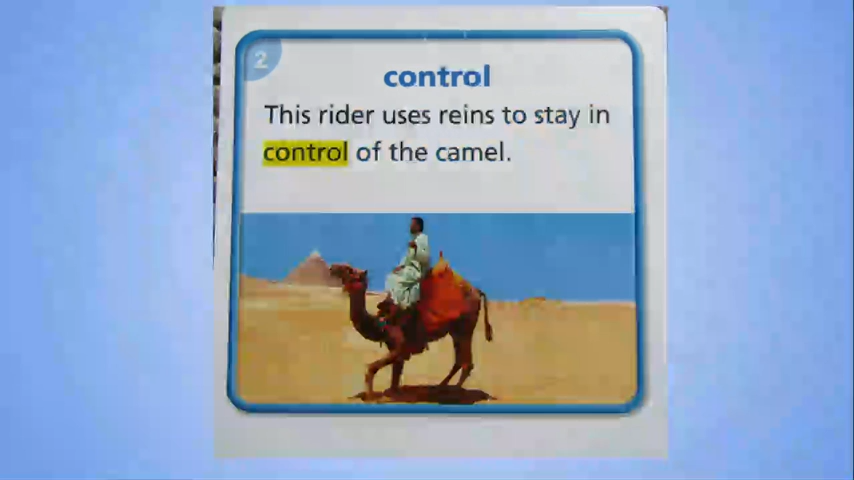 2
control
This rider uses reins to stay in
control of the camel.